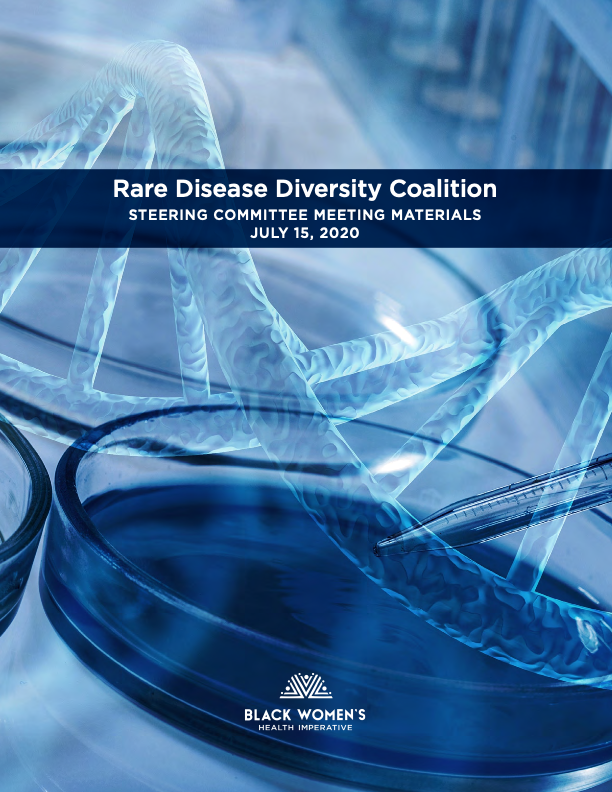 Rare Disease Diversity Coalition
STEERING COMMITTEE MEETING MATERIALS
JULY 15, 2020
BLACK WOMEN'S
HEALTH IMPERATIVE